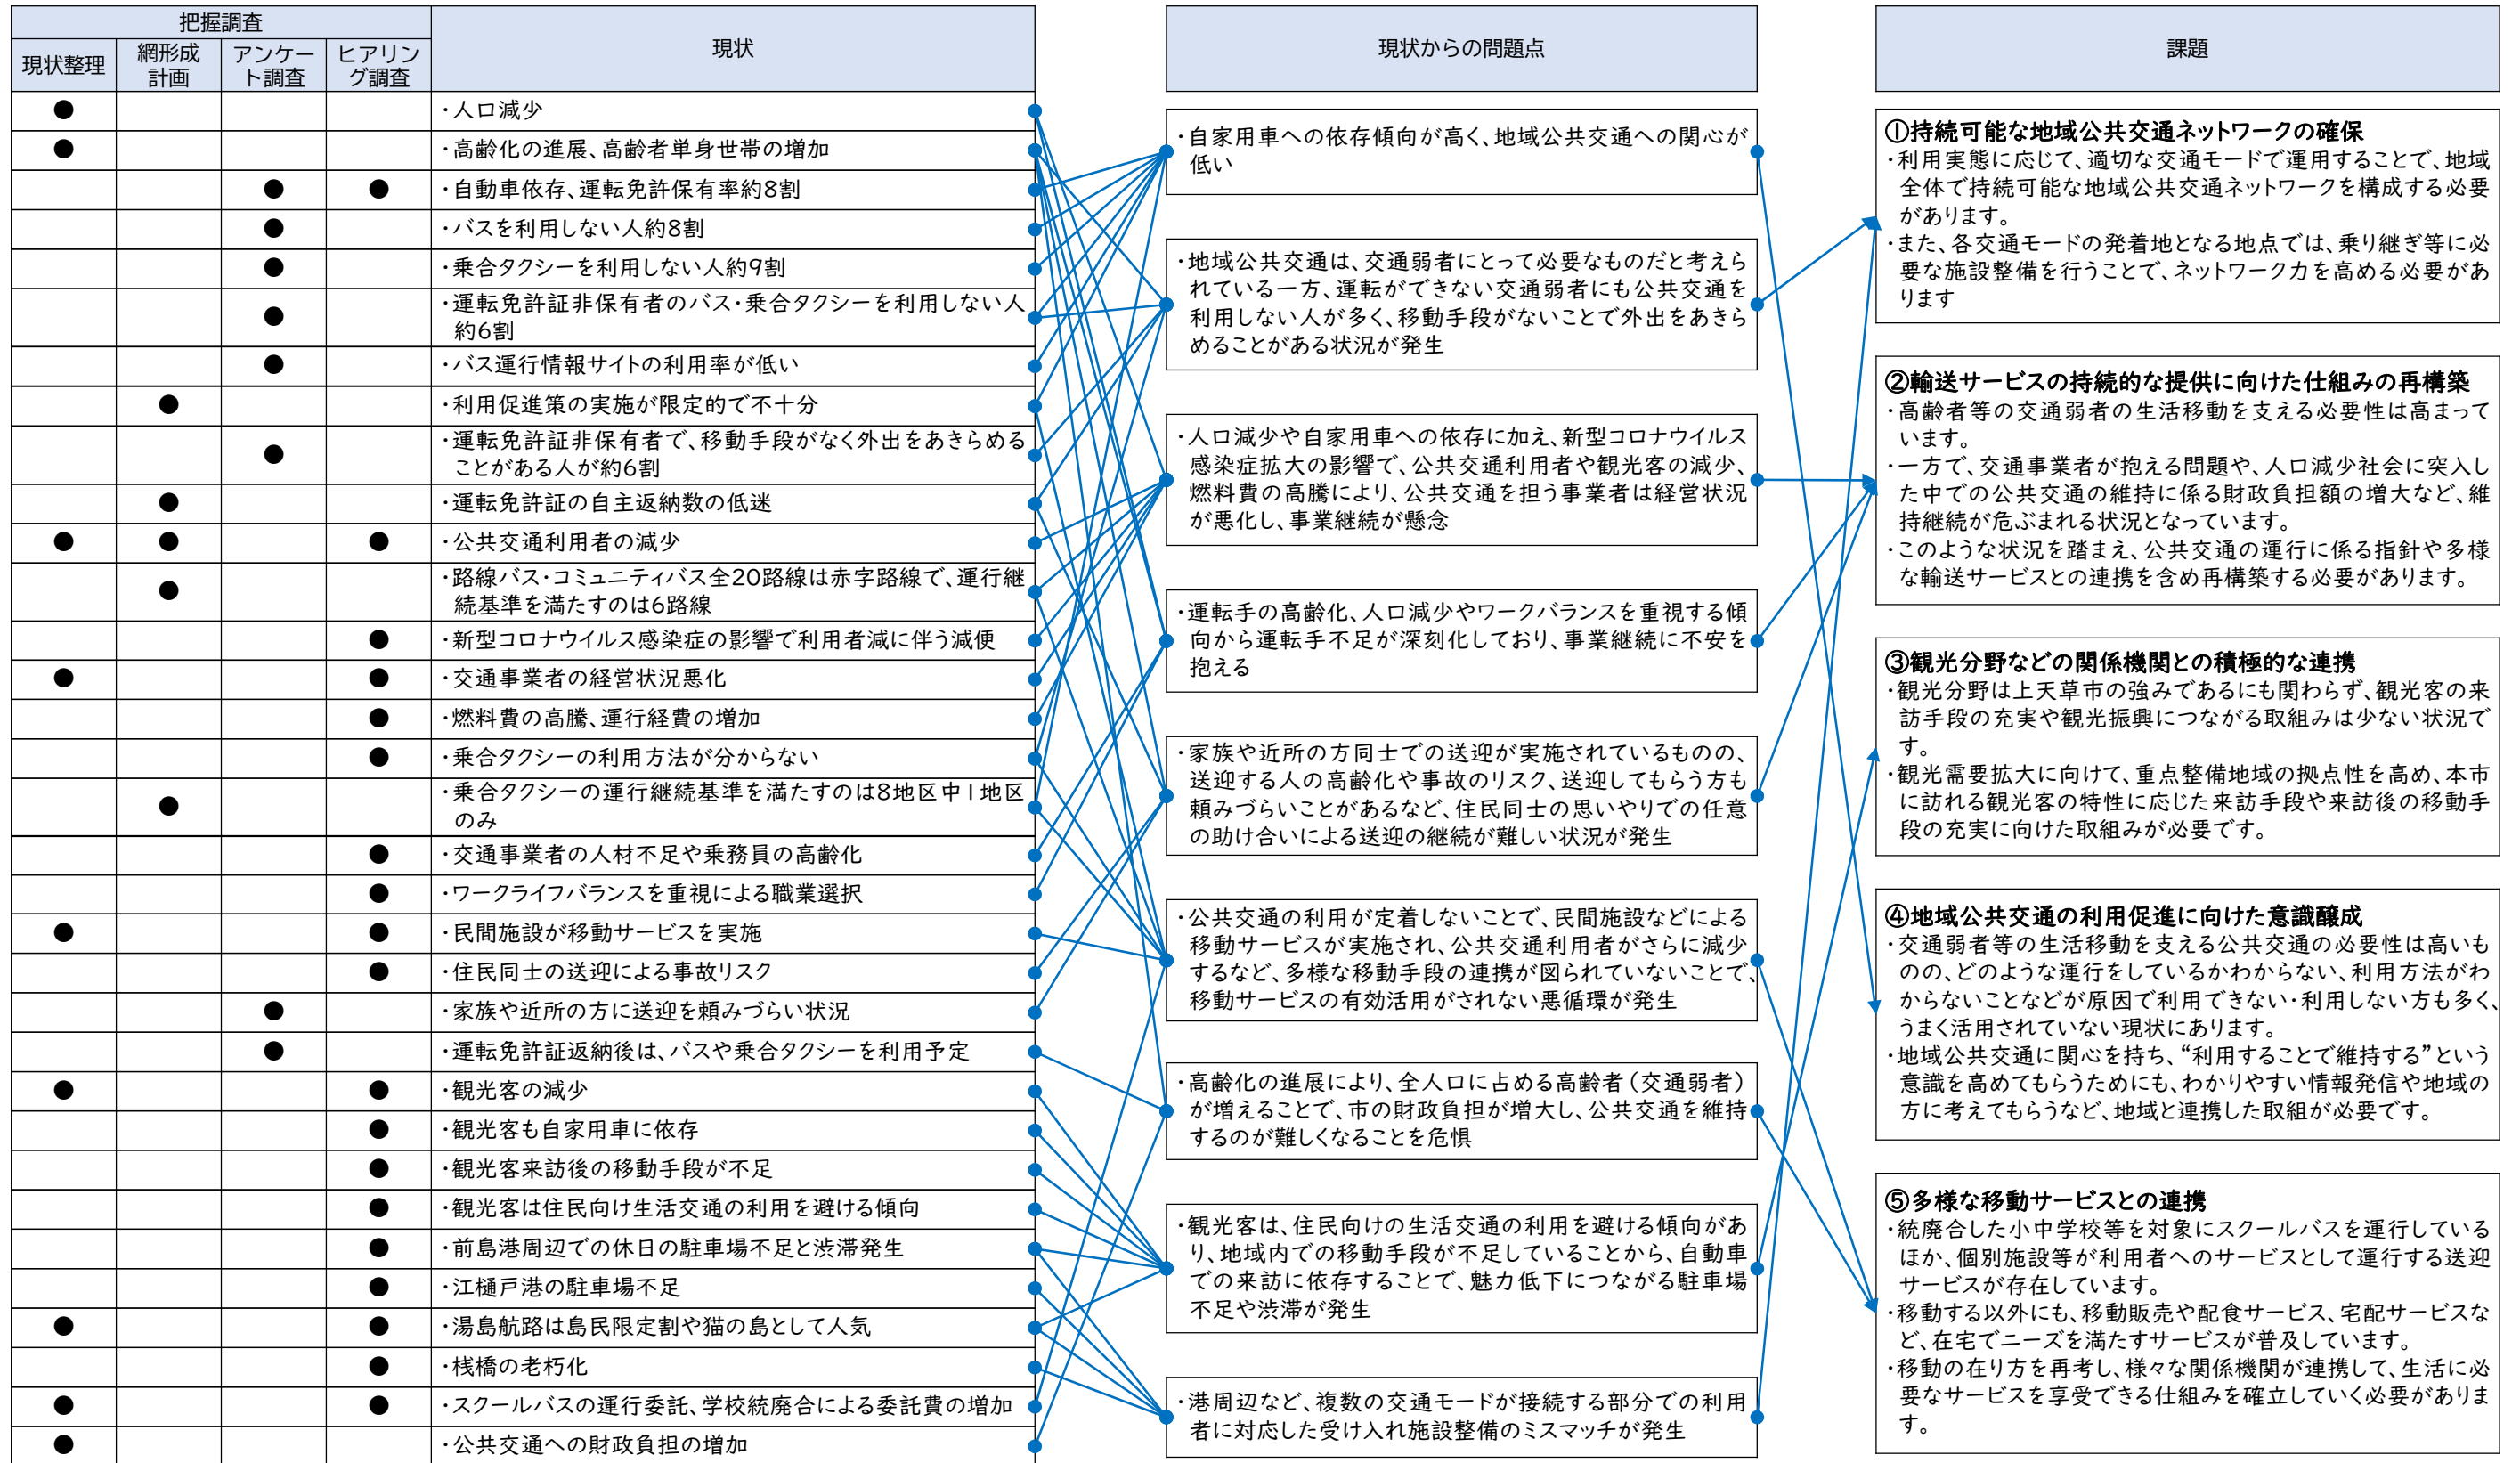 把握調査
現状整理
網形成
計画
アンケー
ト調査
ヒアリン
グ調査
現状
●
・人口減少
●
・高齢化の進展、高齢者単身世帯の増加
● ●
・自動車依存、運転免許保有率約8割
●
・バスを利用しない人約8割
●
・乗合タクシーを利用しない人約9割
●
・運転免許証非保有者のバス・乗合タクシーを利用しない人
約6割
●
・バス運行情報サイトの利用率が低い
●
・利用促進策の実施が限定的で不十分
●
・運転免許証非保有者で、移動手段がなく外出をあきらめる
ことがある人が約6割
●
・運転免許証の自主返納数の低迷
● ● ●
・公共交通利用者の減少
●
・路線バス・コミュニティバス全20路線は赤字路線で、運行継
続基準を満たすのは6路線
●
・新型コロナウイルス感染症の影響で利用者減に伴う減便
● ●
・交通事業者の経営状況悪化
●
・燃料費の高騰、運行経費の増加
●
・乗合タクシーの利用方法が分からない
●
・乗合タクシーの運行継続基準を満たすのは8地区中1地区
のみ
●
・交通事業者の人材不足や乗務員の高齢化
●
・ワークライフバランスを重視による職業選択
● ●
・民間施設が移動サービスを実施
●
・住民同士の送迎による事故リスク
●
・家族や近所の方に送迎を頼みづらい状況
●
・運転免許証返納後は、バスや乗合タクシーを利用予定
● ●
・観光客の減少
●
・観光客も自家用車に依存
●
・観光客来訪後の移動手段が不足
●
・観光客は住民向け生活交通の利用を避ける傾向
●
・前島港周辺での休日の駐車場不足と渋滞発生
●
・江樋戸港の駐車場不足
● ●
・湯島航路は島民限定割や猫の島として人気
●
・桟橋の老朽化
● ●
・スクールバスの運行委託、学校統廃合による委託費の増加
●
・公共交通への財政負担の増加
現状からの問題点
・自家用車への依存傾向が高く、地域公共交通への関心が
低い
・地域公共交通は、交通弱者にとって必要なものだと考えら
れている一方、運転ができない交通弱者にも公共交通を
利用しない人が多く、移動手段がないことで外出をあきら
めることがある状況が発生
・人口減少や自家用車への依存に加え、新型コロナウイルス
感染症拡大の影響で、公共交通利用者や観光客の減少、
燃料費の高騰により、公共交通を担う事業者は経営状況
が悪化し、事業継続が懸念
・運転手の高齢化、人口減少やワークバランスを重視する傾
向から運転手不足が深刻化しており、事業継続に不安を
抱える
・家族や近所の方同士での送迎が実施されているものの、
送迎する人の高齢化や事故のリスク、送迎してもらう方も
頼みづらいことがあるなど、住民同士の思いやりでの任意
の助け合いによる送迎の継続が難しい状況が発生
・公共交通の利用が定着しないことで、民間施設などによる
移動サービスが実施され、公共交通利用者がさらに減少
するなど、多様な移動手段の連携が図られていないことで、
移動サービスの有効活用がされない悪循環が発生
・高齢化の進展により、全人口に占める高齢者（交通弱者）
が増えることで、市の財政負担が増大し、公共交通を維持
するのが難しくなることを危惧
・観光客は、住民向けの生活交通の利用を避ける傾向があ
り、地域内での移動手段が不足していることから、自動車
での来訪に依存することで、魅力低下につながる駐車場
不足や渋滞が発生
・港周辺など、複数の交通モードが接続する部分での利用
者に対応した受け入れ施設整備のミスマッチが発生
課題
①持続可能な地域公共交通ネットワークの確保
・利用実態に応じて、適切な交通モードで運用することで、地域
全体で持続可能な地域公共交通ネットワークを構成する必要
があります。
・また、各交通モードの発着地となる地点では、乗り継ぎ等に必
要な施設整備を行うことで、ネットワーク力を高める必要があ
ります
②輸送サービスの持続的な提供に向けた仕組みの再構築
・高齢者等の交通弱者の生活移動を支える必要性は高まって
います。
・一方で、交通事業者が抱える問題や、人口減少社会に突入し
た中での公共交通の維持に係る財政負担額の増大など、維
持継続が危ぶまれる状況となっています。
・このような状況を踏まえ、公共交通の運行に係る指針や多様
な輸送サービスとの連携を含め再構築する必要があります。
③観光分野などの関係機関との積極的な連携
・観光分野は上天草市の強みであるにも関わらず、観光客の来
訪手段の充実や観光振興につながる取組みは少ない状況で
す。
・観光需要拡大に向けて、重点整備地域の拠点性を高め、本市
に訪れる観光客の特性に応じた来訪手段や来訪後の移動手
段の充実に向けた取組みが必要です。
④地域公共交通の利用促進に向けた意識醸成
・交通弱者等の生活移動を支える公共交通の必要性は高いも
のの、どのような運行をしているかわからない、利用方法がわ
からないことなどが原因で利用できない・利用しない方も多く、
うまく活用されていない現状にあります。
・地域公共交通に関心を持ち、“利用することで維持する”という
意識を高めてもらうためにも、わかりやすい情報発信や地域の
方に考えてもらうなど、地域と連携した取組が必要です。
⑤多様な移動サービスとの連携
・統廃合した小中学校等を対象にスクールバスを運行している
ほか、個別施設等が利用者へのサービスとして運行する送迎
サービスが存在しています。
・移動する以外にも、移動販売や配食サービス、宅配サービスな
ど、在宅でニーズを満たすサービスが普及しています。
・移動の在り方を再考し、様々な関係機関が連携して、生活に必
要なサービスを享受できる仕組みを確立していく必要がありま
す。